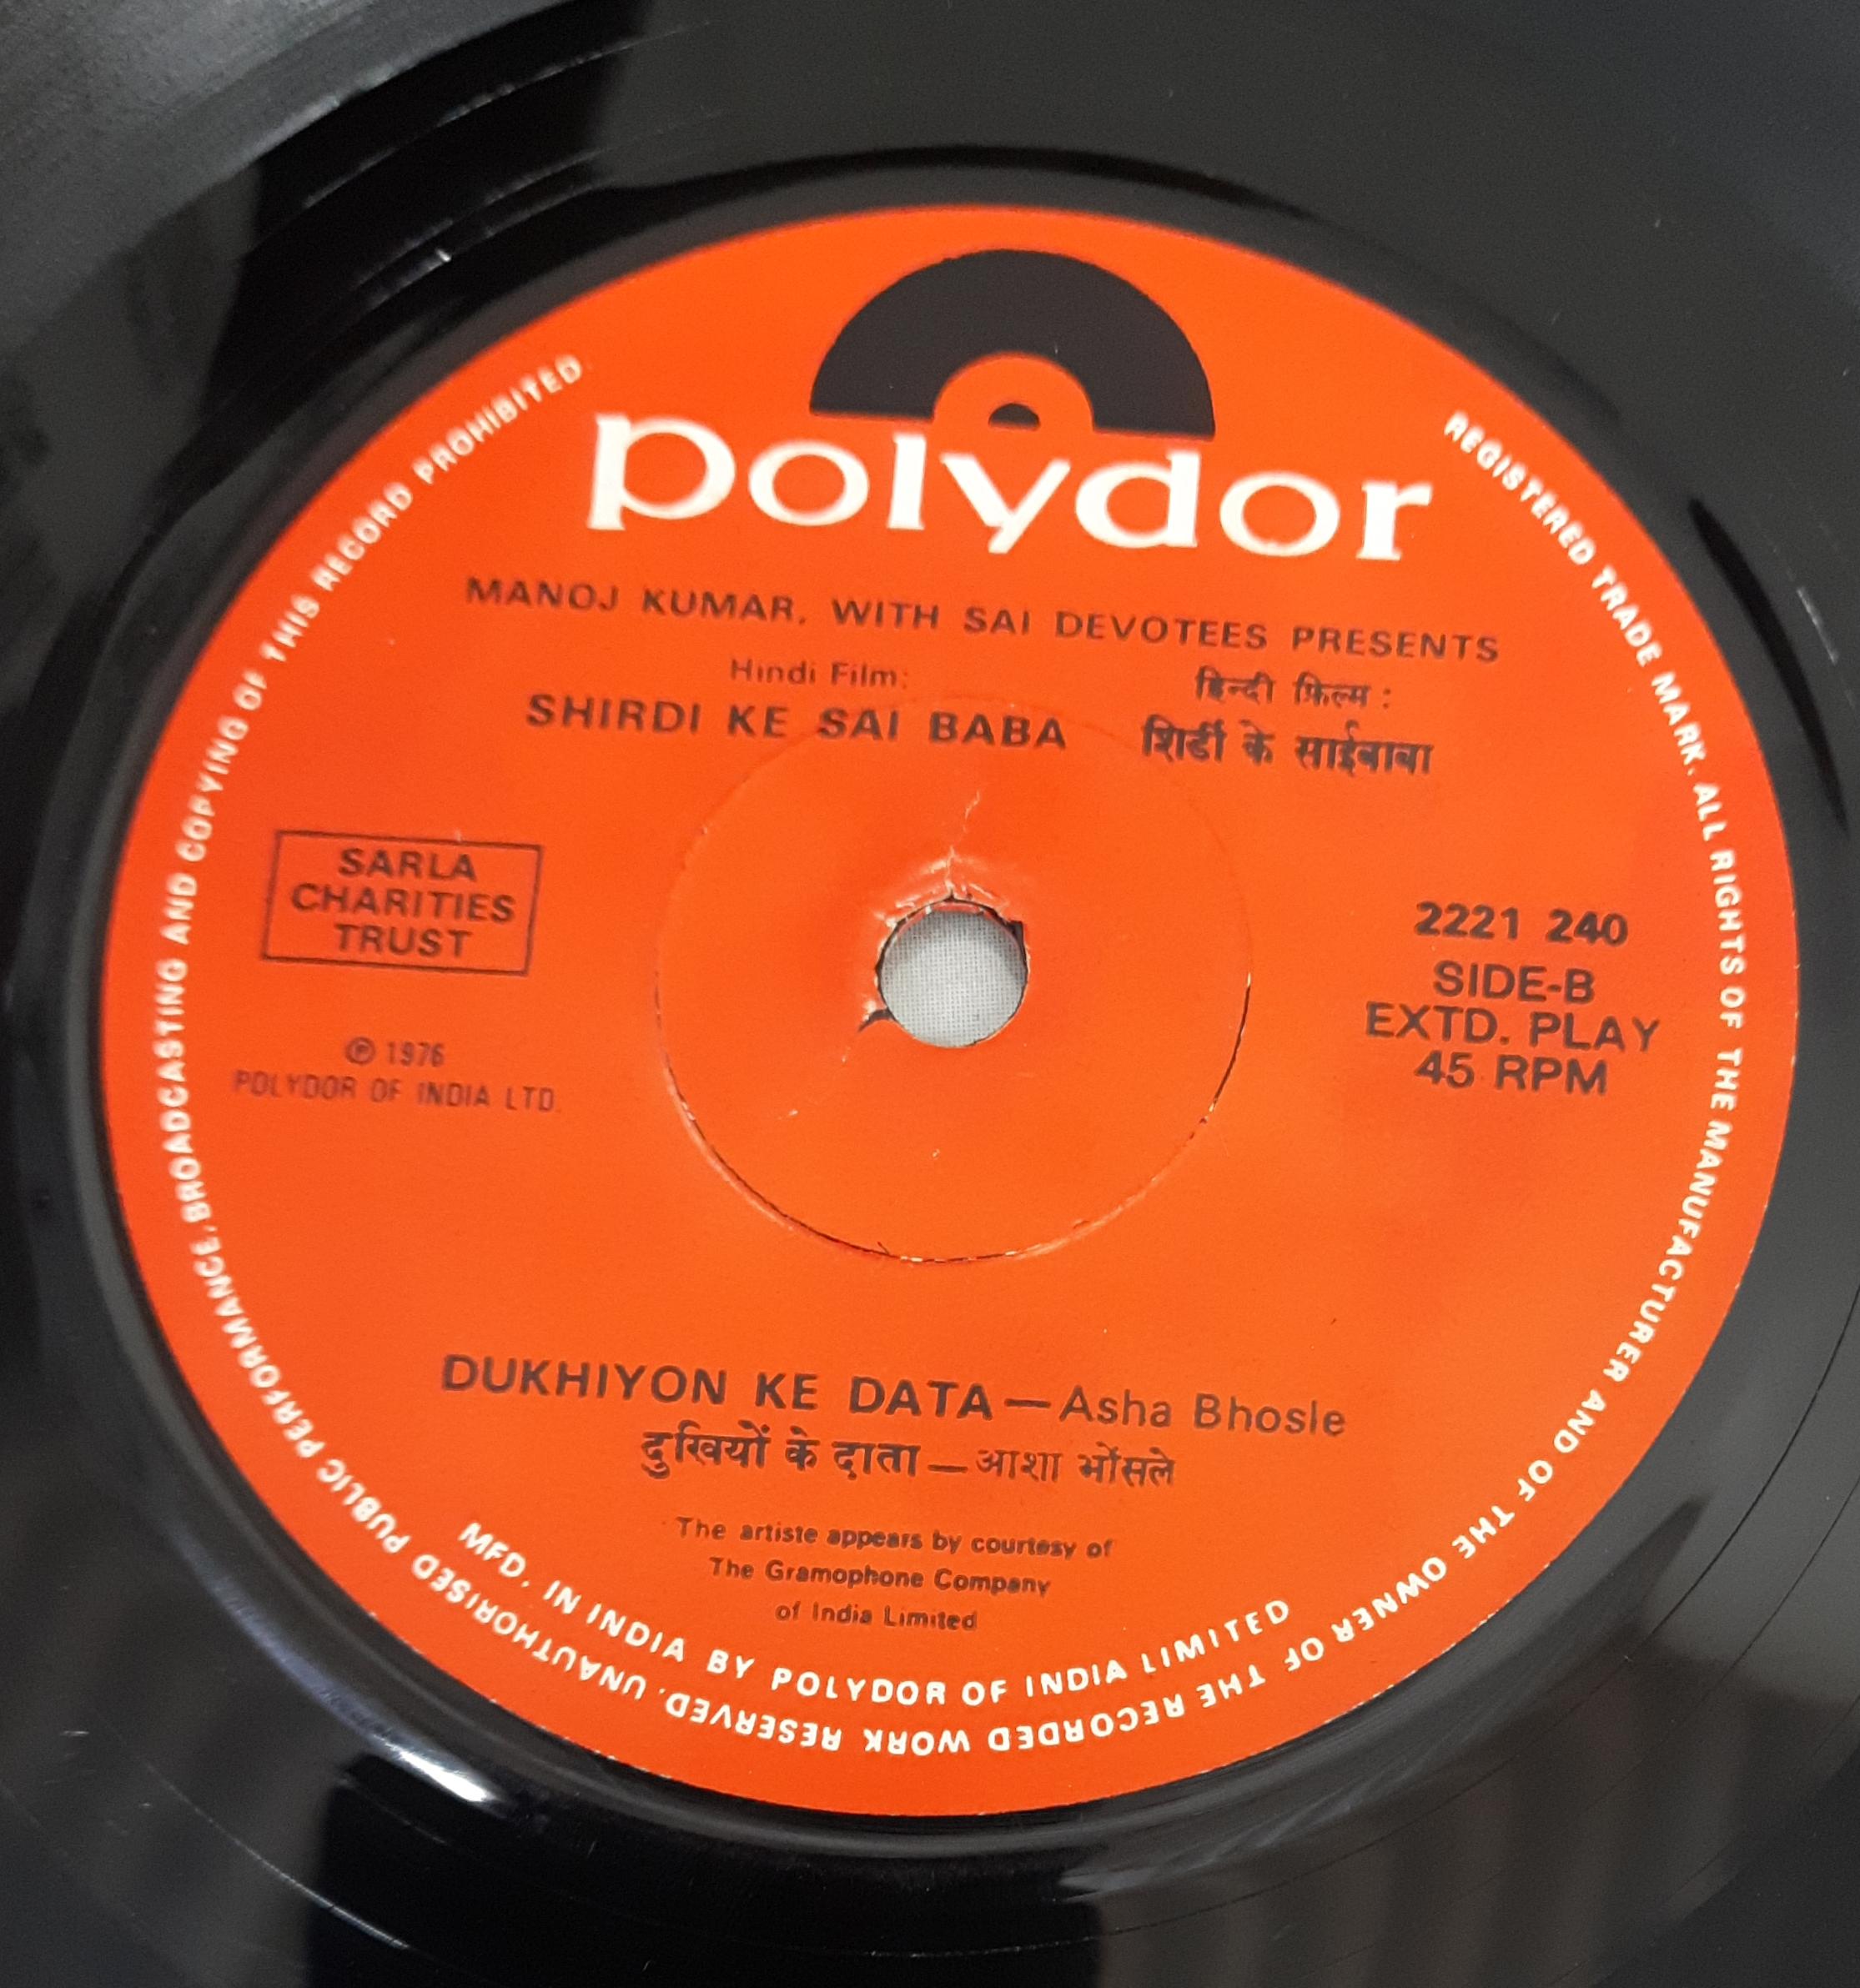 polydor
MANOJ KUMAR, WITH SAI DEVOTEES PRESENTS
Hindi Film:
SHIRDI KE SAI BABA
हिन्दी फ़िल्म :
शिर्डी के साईबाबा
SARLA
CHARITIES
TRUST
℗ 1976
POLYDOR OF INDIA LTD.
2221 240
SIDE-B
EXTD. PLAY
45 RPM
DUKHIYON KE DATA — Asha Bhosle
दुखियों के दाता — आशा भोंसले
The artiste appears by courtesy of
The Gramophone Company
of India Limited
MFD. IN INDIA BY POLYDOR OF INDIA LIMITED
REGISTERED TRADE MARK. ALL RIGHTS OF THE MANUFACTURER AND OF THE OWNER OF THE RECORDED WORK RESERVED. UNAUTHORISED PUBLIC PERFORMANCE, BROADCASTING AND COPYING OF THIS RECORD PROHIBITED.